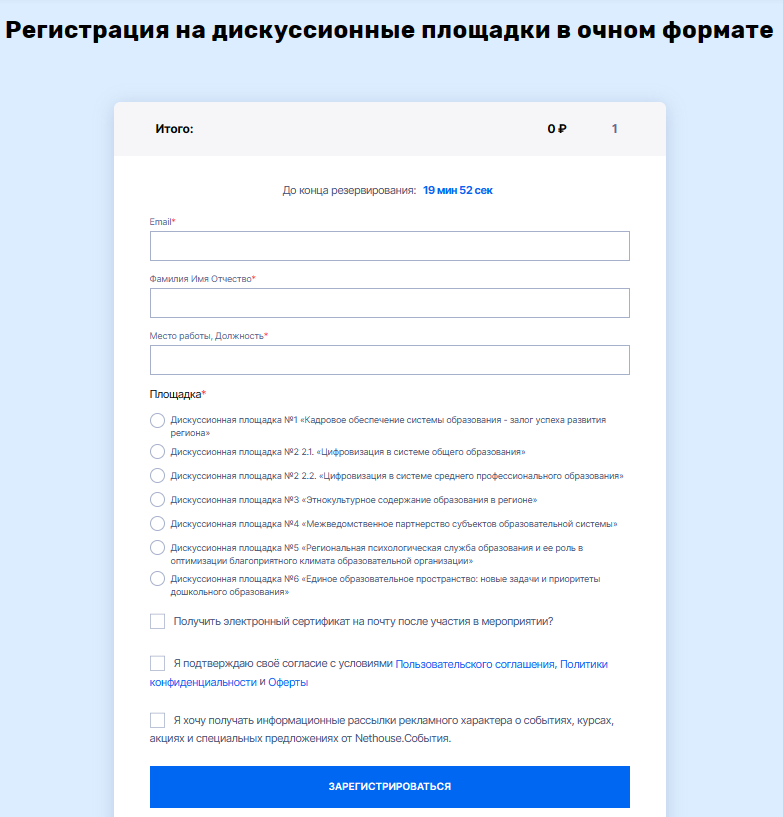 Регистрация на дискуссионные площадки в очном формате
Итого: 0 ₽ 1
До конца резервирования: 19 мин 52 сек
Email*
Фамилия Имя Отчество*
Место работы, Должность*
Площадка*
Дискуссионная площадка №1 «Кадровое обеспечение системы образования - залог успеха развития
региона»
Дискуссионная площадка №2 2.1. «Цифровизация в системе общего образования»
Дискуссионная площадка №2 2.2. «Цифровизация в системе среднего профессионального образования»
Дискуссионная площадка №3 «Этнокультурное содержание образования в регионе»
Дискуссионная площадка №4 «Межведомственное партнерство субъектов образовательной системы»
Дискуссионная площадка №5 «Региональная психологическая служба образования и ее роль в
оптимизации благоприятного климата образовательной организации»
Дискуссионная площадка №6 «Единое образовательное пространство: новые задачи и приоритеты
дошкольного образования»
Получить электронный сертификат на почту после участия в мероприятии?
Я подтверждаю своё согласие с условиями Пользовательского соглашения, Политики
конфиденциальности и Оферты
Я хочу получать информационные рассылки рекламного характера о событиях, курсах,
акциях и специальных предложениях от Nethouse.События.
ЗАРЕГИСТРИРОВАТЬСЯ